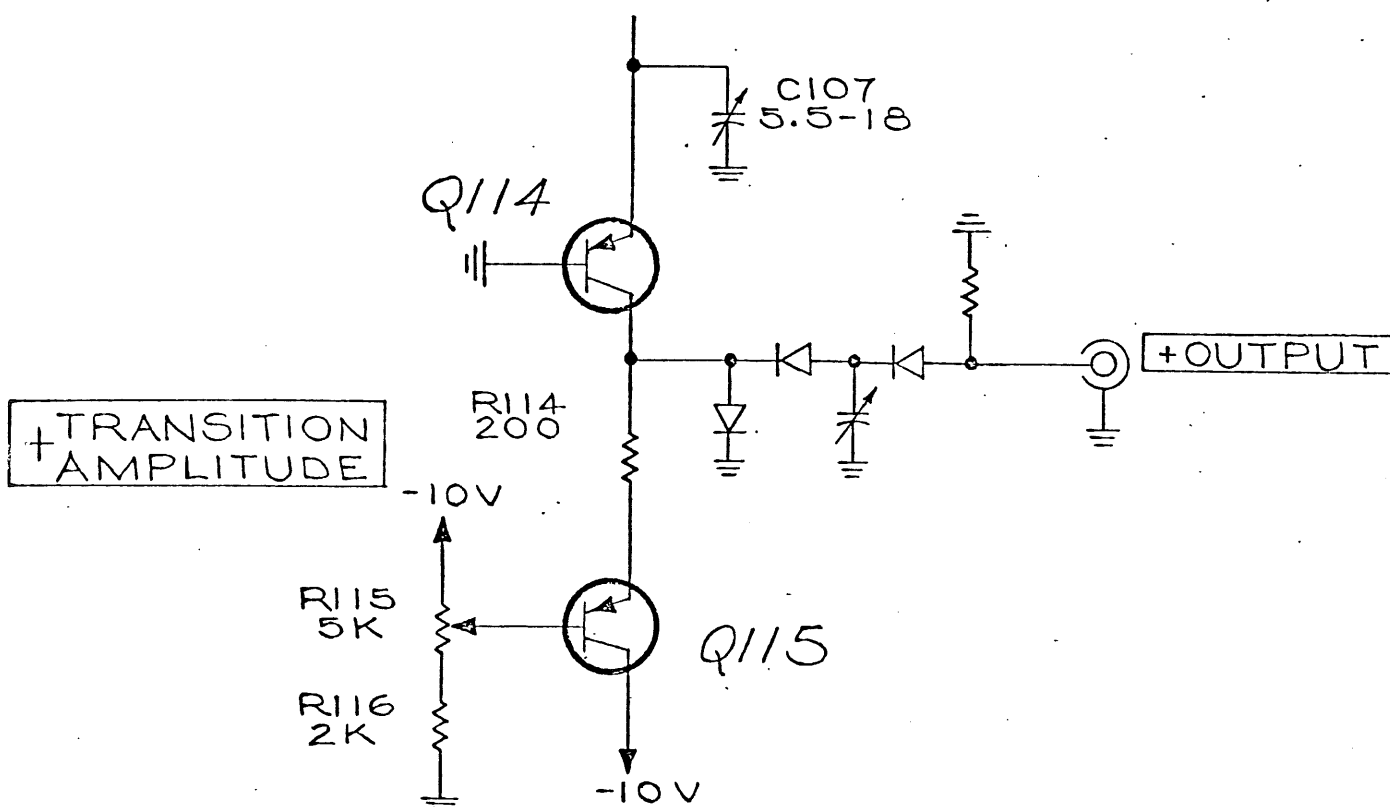 C107
5.5-18
Q114
+OUTPUT
R114
200
+TRANSITION
AMPLITUDE
-10V
R115
5K
Q115
R116
2K
-10V